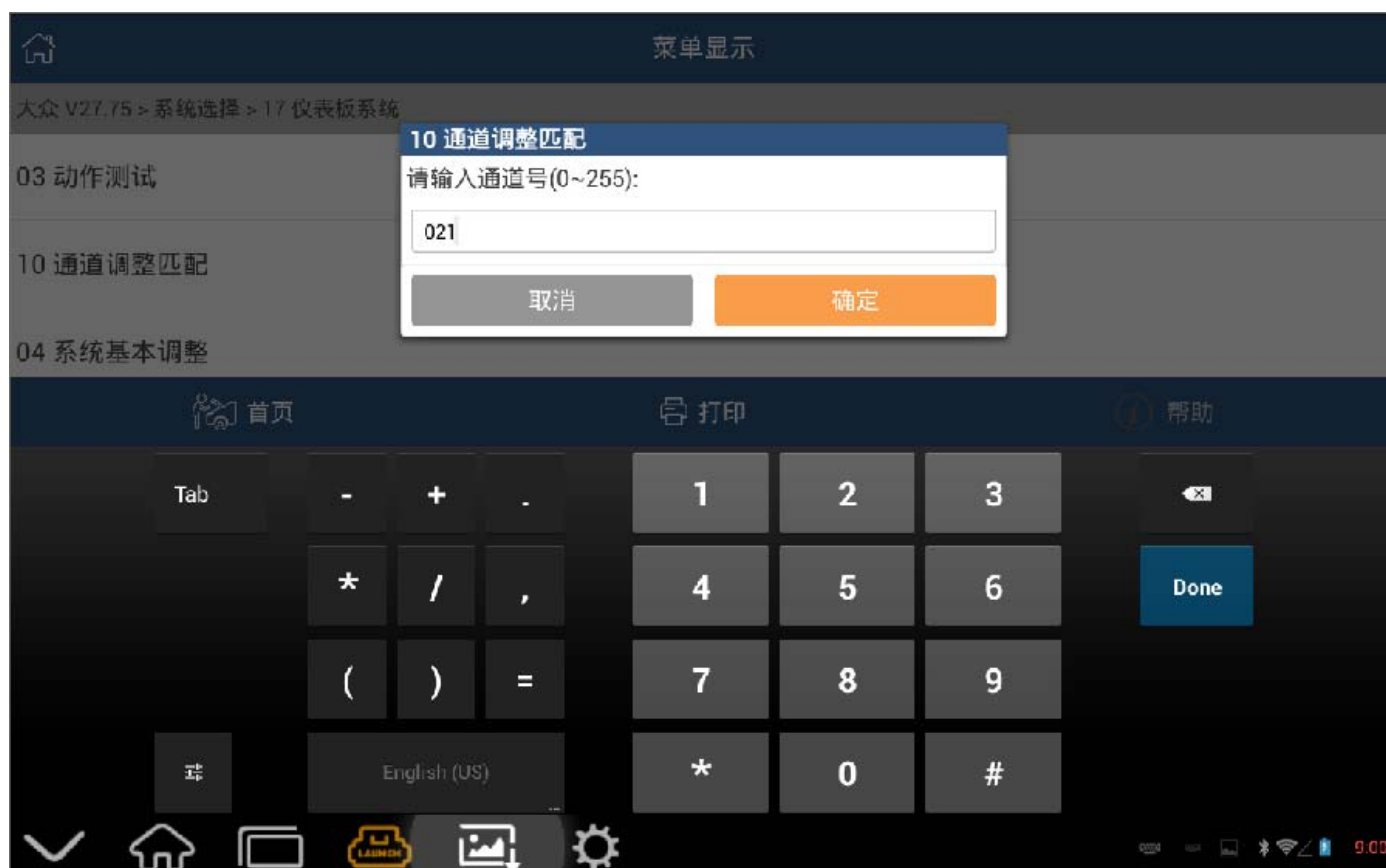 菜单显示
大众 V27.75 > 系统选择 > 17 仪表板系统
10 通道调整匹配
03 动作测试
请输入通道号(0~255):
021
10 通道调整匹配
取消 确定
04 系统基本调整
首页 打印 帮助
Tab - + . 1 2 3
* / , 4 5 6 Done
( ) = 7 8 9
English (US) * 0 #
LAUNCH
9:00